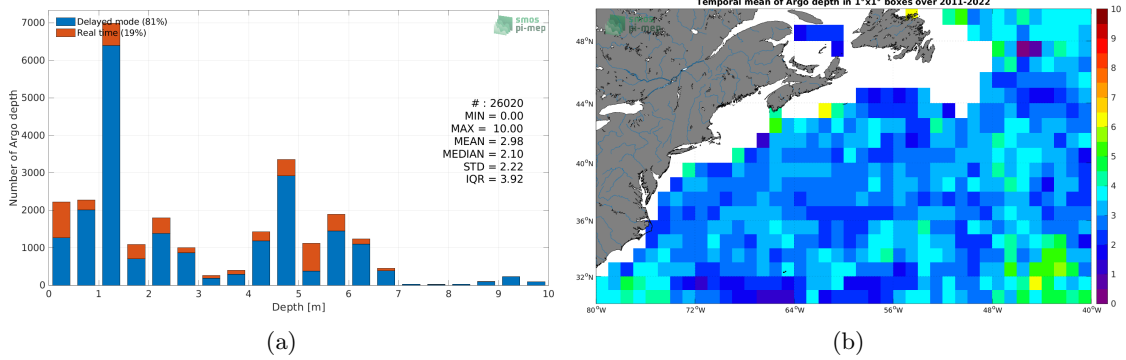 Delayed mode (81%)
Real time (19%)
smos
pi-mep
# : 26020
MIN = 0.00
MAX = 10.00
MEAN = 2.98
MEDIAN = 2.10
STD = 2.22
IQR = 3.92
Number of Argo depth
7000
6000
5000
4000
3000
2000
1000
0
0 1 2 3 4 5 6 7 8 9 10
Depth [m]
(a)
Temporal mean of Argo depth in 1°x1° boxes over 2011-2022
smos
pi-mep
48°N
44°N
40°N
36°N
32°N
80°W 72°W 64°W 56°W 48°W 40°W
10
9
8
7
6
5
4
3
2
1
0
(b)